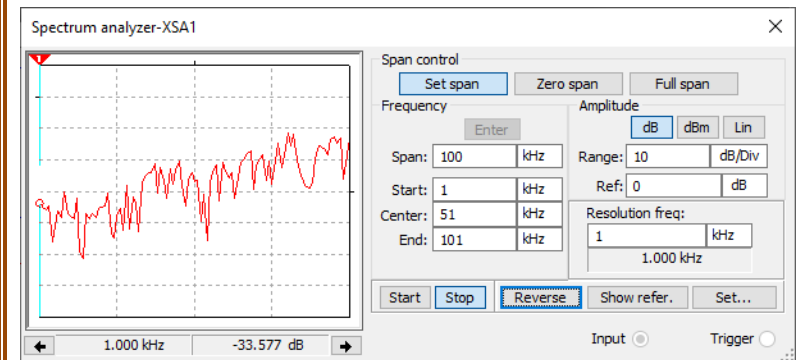 Spectrum analyzer-XSA1
1
Span control
Set span Zero span Full span
Frequency
Enter
Span: 100 kHz
Start: 1 kHz
Center: 51 kHz
End: 101 kHz
Amplitude
dB dBm Lin
Range: 10 dB/Div
Ref: 0 dB
Resolution freq:
1 kHz
1.000 kHz
Start Stop Reverse Show refer. Set...
1.000 kHz -33.577 dB
Input Trigger